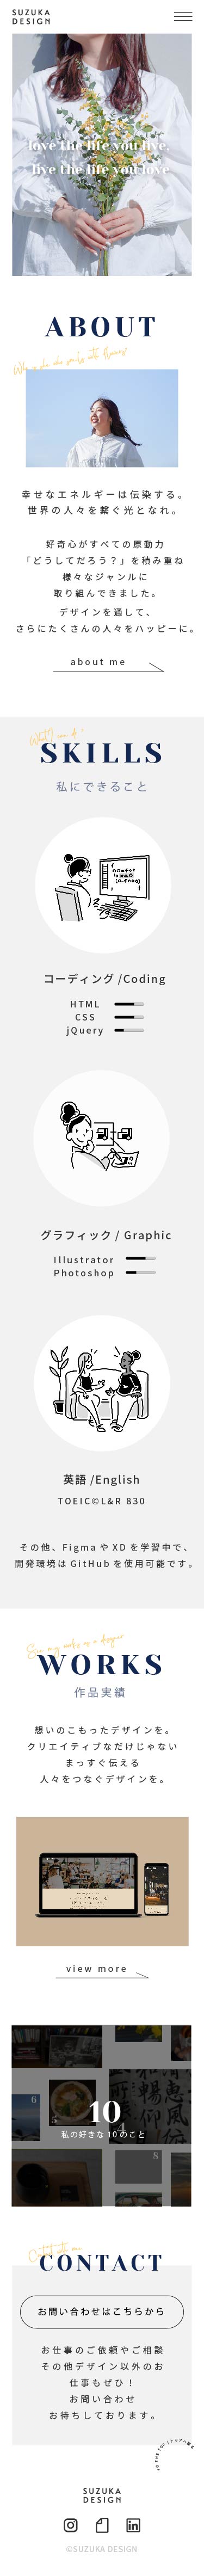 SUZUKA
DESIGN
love the life you live,
live the life you love
ABOUT
幸せなエネルギーは伝染する。
世界の人々を繋ぐ光となれ。
好奇心がすべての原動力
「どうしてだろう？」を積み重ね
様々なジャンルに
取り組んできました。
デザインを通して、
さらにたくさんの人々をハッピーに。
about me
What I can do !
SKILLS
私にできること
コーディング /Coding
HTML
CSS
jQuery
グラフィック / Graphic
Illustrator
Photoshop
英語 /English
TOEIC©L&R 830
その他、Figma や XD を学習中で、
開発環境は GitHub を使用可能です。
See my works as a designer
WORKS
作品実績
想いのこもったデザインを。
クリエイティブなだけじゃない
まっすぐ伝える
人々をつなぐデザインを。
view more
6
5
4
8
10
私の好きな 10 のこと
Contact with me
CONTACT
お問い合わせはこちらから
お仕事のご依頼やご相談
その他デザイン以外のお
仕事もぜひ！
お問い合わせ
お待ちしております。
TO THE TOP | トップへ戻る
SUZUKA
DESIGN
©SUZUKA DESIGN